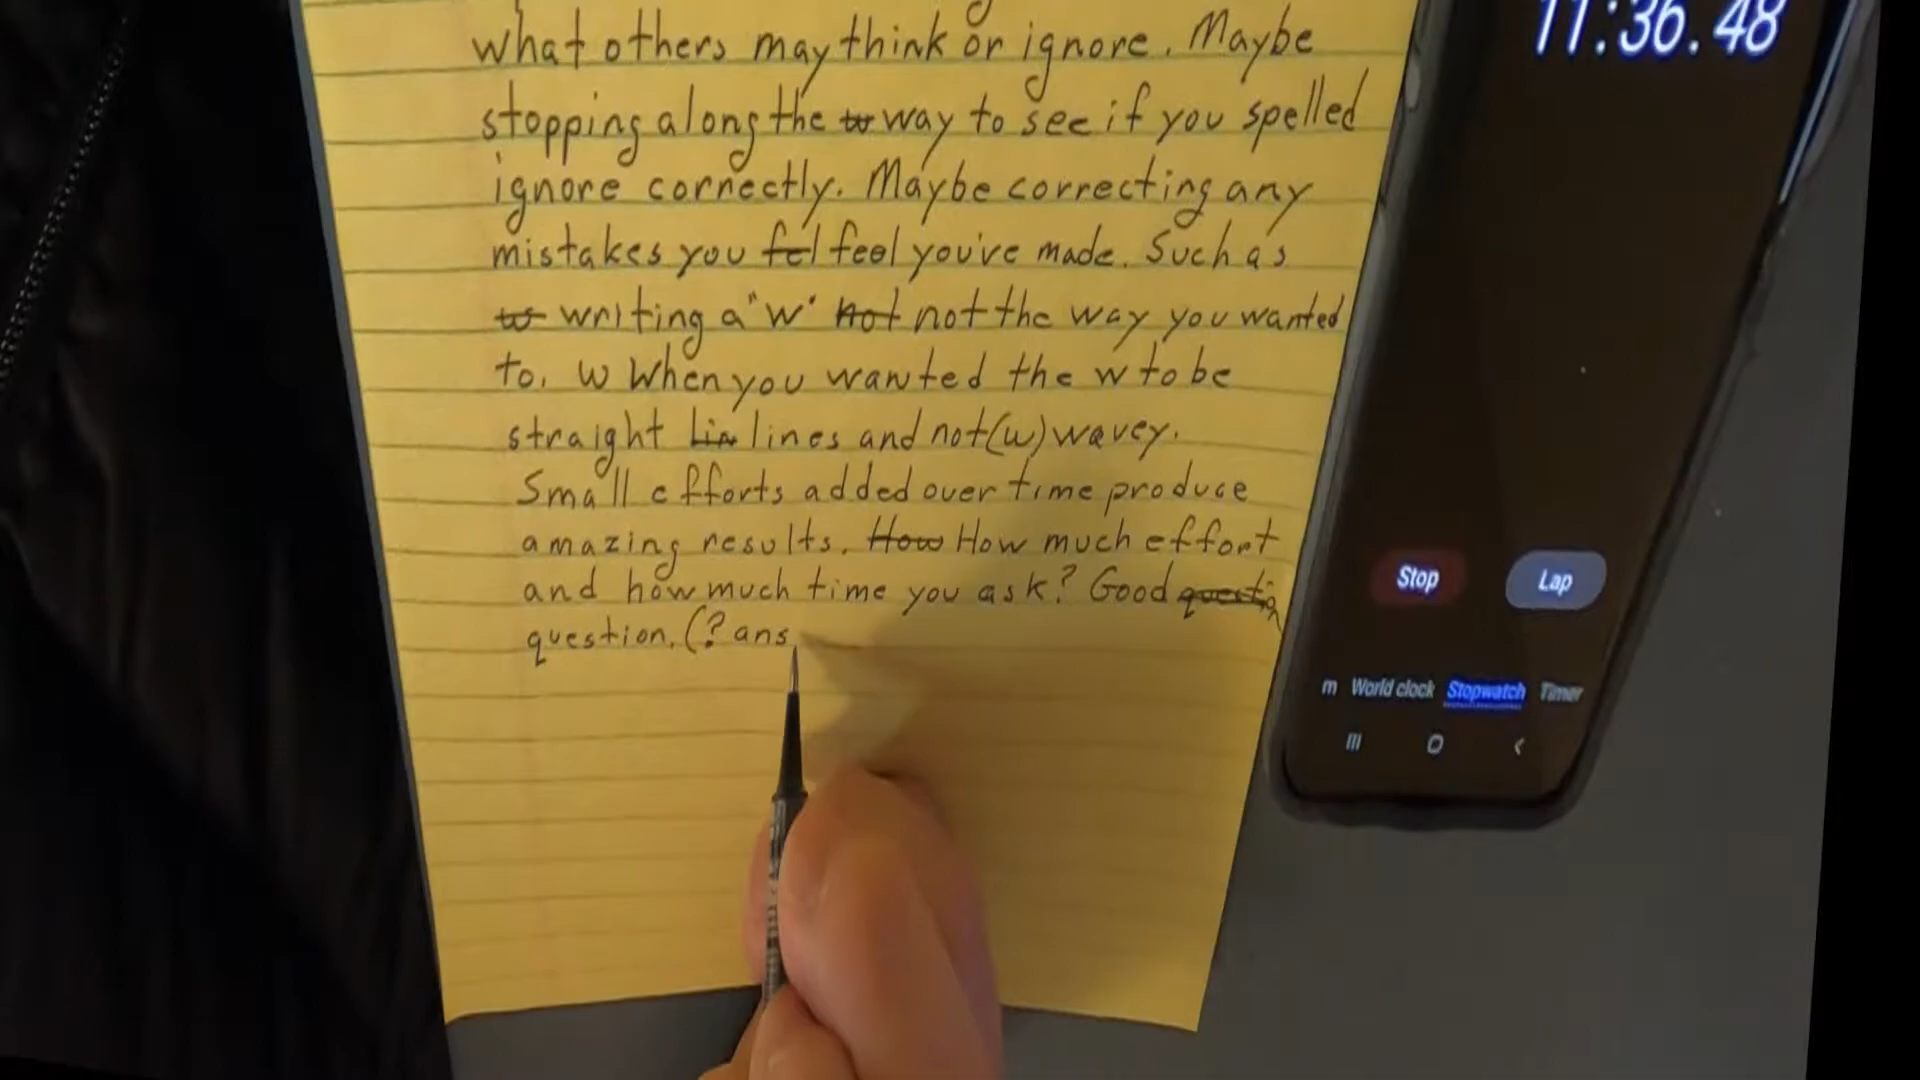 what others may think or ignore. Maybe
stopping along the w way to see if you spelled
ignore correctly. Maybe correcting any
mistakes you fel feel you've made. Such as
w writing a "w" not not the way you wanted
to. w When you wanted the w to be
straight Lin lines and not (w) wavey.
Small efforts added over time produce
amazing results. How How much effort
and how much time you ask? Good questin
question. (? ans
11:36.48
Stop Lap
m World clock Stopwatch Timer